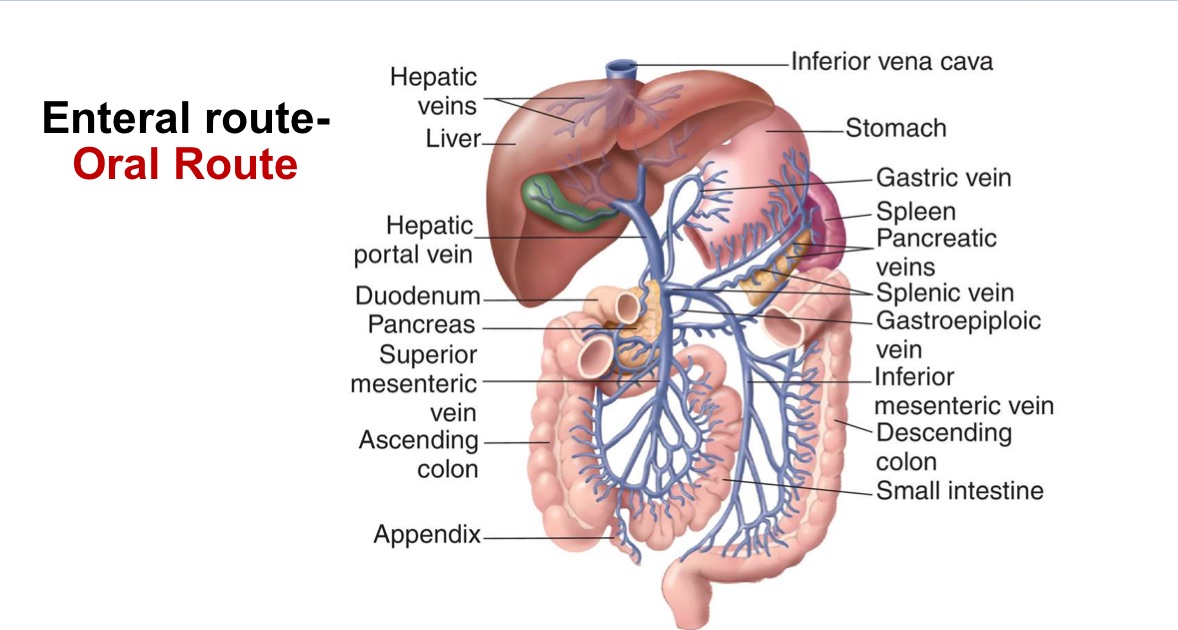 Enteral route-
Oral Route
Hepatic
veins
Liver
Hepatic
portal vein
Duodenum
Pancreas
Superior
mesenteric
vein
Ascending
colon
Appendix
Inferior vena cava
Stomach
Gastric vein
Spleen
Pancreatic
veins
Splenic vein
Gastroepiploic
vein
Inferior
mesenteric vein
Descending
colon
Small intestine